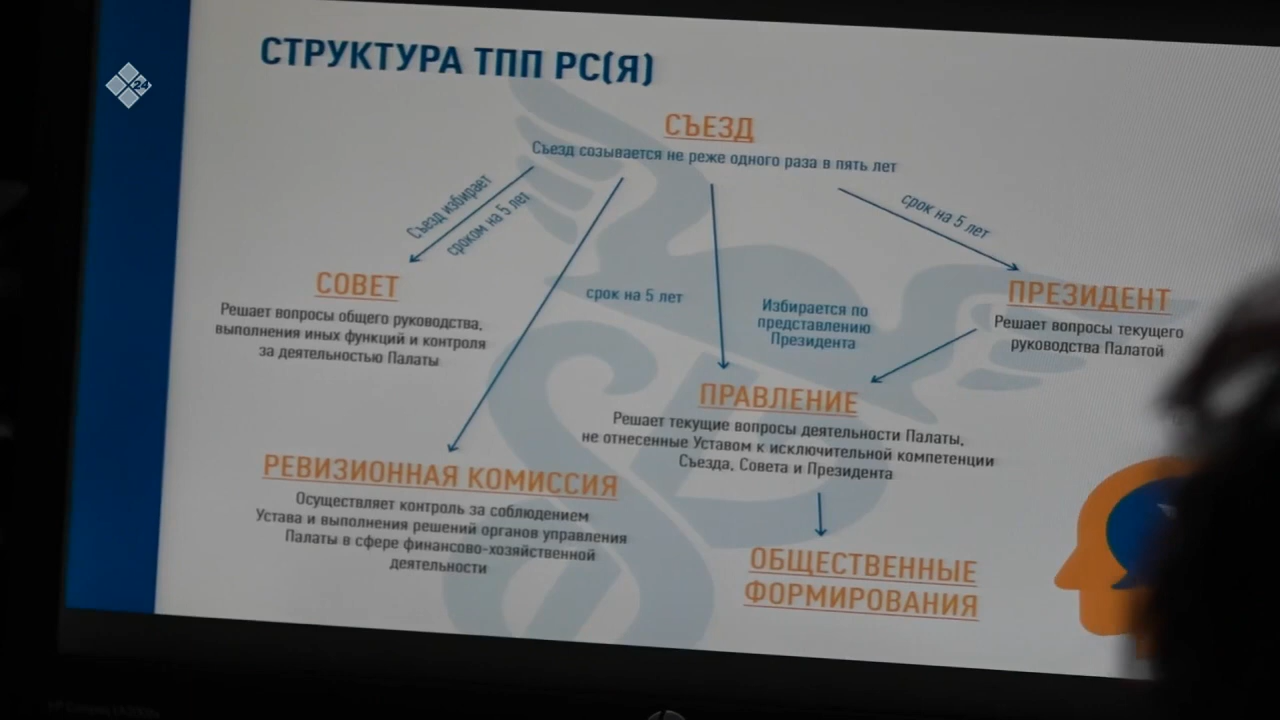 СТРУКТУРА ТПП РС(Я)
24
СЪЕЗД
Съезд созывается не реже одного раза в пять лет
Съезд избирает
сроком на 5 лет
срок на 5 лет
СОВЕТ
Решает вопросы общего руководства,
выполнения иных функций и контроля
за деятельностью Палаты
срок на 5 лет
Избирается по
представлению
Президента
ПРЕЗИДЕНТ
Решает вопросы текущего
руководства Палатой
ПРАВЛЕНИЕ
Решает текущие вопросы деятельности Палаты,
не отнесенные Уставом к исключительной компетенции
Съезда, Совета и Президента
РЕВИЗИОННАЯ КОМИССИЯ
Осуществляет контроль за соблюдением
Устава и выполнения решений органов управления
Палаты в сфере финансово-хозяйственной
деятельности
ОБЩЕСТВЕННЫЕ
ФОРМИРОВАНИЯ